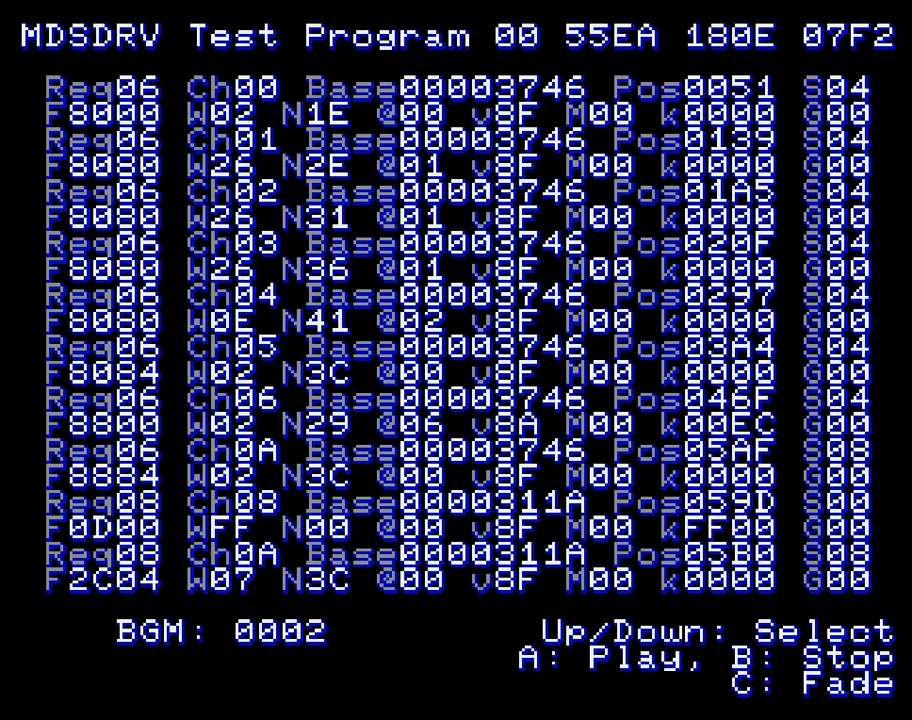 MDSDRV Test Program 00 55EA 180E 07F2
Reg06 Ch00 Base00003746 Pos0051 S04
F8000 W02 N1E @00 v8F M00 k0000 G00
Reg06 Ch01 Base00003746 Pos0139 S04
F8080 W26 N2E @01 v8F M00 k0000 G00
Reg06 Ch02 Base00003746 Pos01A5 S04
F8080 W26 N31 @01 v8F M00 k0000 G00
Reg06 Ch03 Base00003746 Pos020F S04
F8080 W26 N36 @01 v8F M00 k0000 G00
Reg06 Ch04 Base00003746 Pos0297 S04
F8080 W0E N41 @02 v8F M00 k0000 G00
Reg06 Ch05 Base00003746 Pos03A4 S04
F8084 W02 N3C @00 v8F M00 k0000 G00
Reg06 Ch06 Base00003746 Pos046F S04
F8800 W02 N29 @06 v8A M00 k00EC G00
Reg06 Ch0A Base00003746 Pos05AF S08
F8884 W02 N3C @00 v8F M00 k0000 G00
Reg08 Ch08 Base0000311A Pos059D S08
F0D00 WFF N00 @00 v8F M00 kFF00 G00
Reg08 Ch0A Base0000311A Pos05B0 S08
F2C04 W07 N3C @00 v8F M00 k0000 G00
BGM: 0002 Up/Down: Select
A: Play, B: Stop
C: Fade